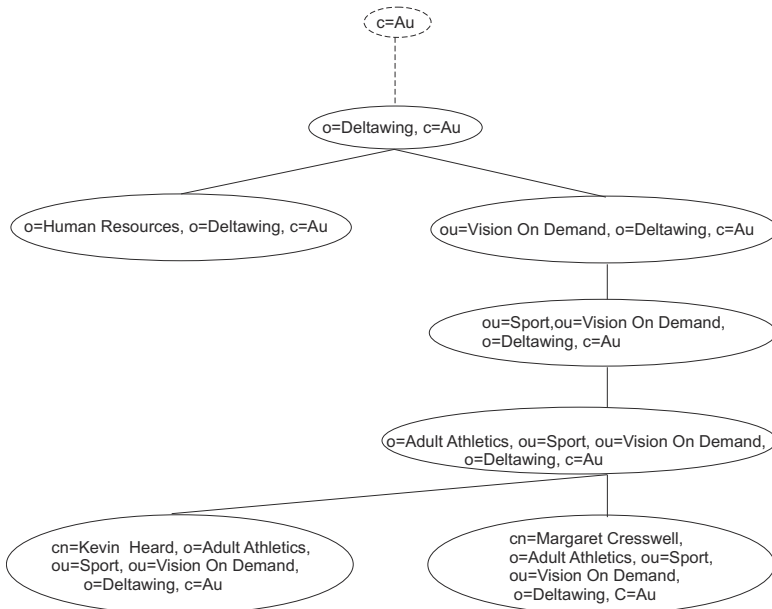 c=Au
o=Deltawing, c=Au
o=Human Resources, o=Deltawing, c=Au
ou=Vision On Demand, o=Deltawing, c=Au
ou=Sport,ou=Vision On Demand,
o=Deltawing, c=Au
o=Adult Athletics, ou=Sport, ou=Vision On Demand,
o=Deltawing, c=Au
cn=Kevin Heard, o=Adult Athletics,
ou=Sport, ou=Vision On Demand,
o=Deltawing, c=Au
cn=Margaret Cresswell,
o=Adult Athletics, ou=Sport,
ou=Vision On Demand,
o=Deltawing, C=Au